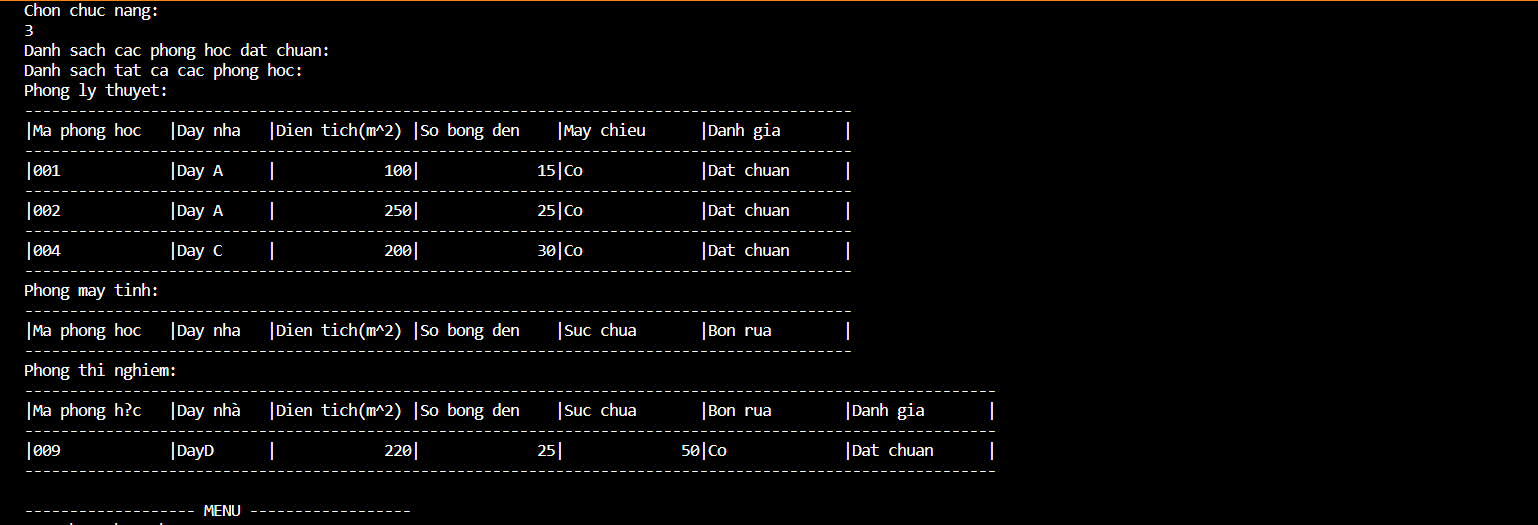 Chon chuc nang:
3
Danh sach cac phong hoc dat chuan:
Danh sach tat ca cac phong hoc:
Phong ly thuyet:
--------------------------------------------------------------------------------------------
|Ma phong hoc   |Day nha   |Dien tich(m^2) |So bong den    |May chieu      |Danh gia       |
--------------------------------------------------------------------------------------------
|001            |Day A     |            100|             15|Co             |Dat chuan      |
--------------------------------------------------------------------------------------------
|002            |Day A     |            250|             25|Co             |Dat chuan      |
--------------------------------------------------------------------------------------------
|004            |Day C     |            200|             30|Co             |Dat chuan      |
--------------------------------------------------------------------------------------------
Phong may tinh:
--------------------------------------------------------------------------------------------
|Ma phong hoc   |Day nha   |Dien tich(m^2) |So bong den    |Suc chua       |Bon rua        |
--------------------------------------------------------------------------------------------
Phong thi nghiem:
------------------------------------------------------------------------------------------------------------
|Ma phong h?c   |Day nhà   |Dien tich(m^2) |So bong den    |Suc chua       |Bon rua        |Danh gia       |
------------------------------------------------------------------------------------------------------------
|009            |DayD      |            220|             25|             50|Co             |Dat chuan      |
------------------------------------------------------------------------------------------------------------
------------------- MENU ------------------